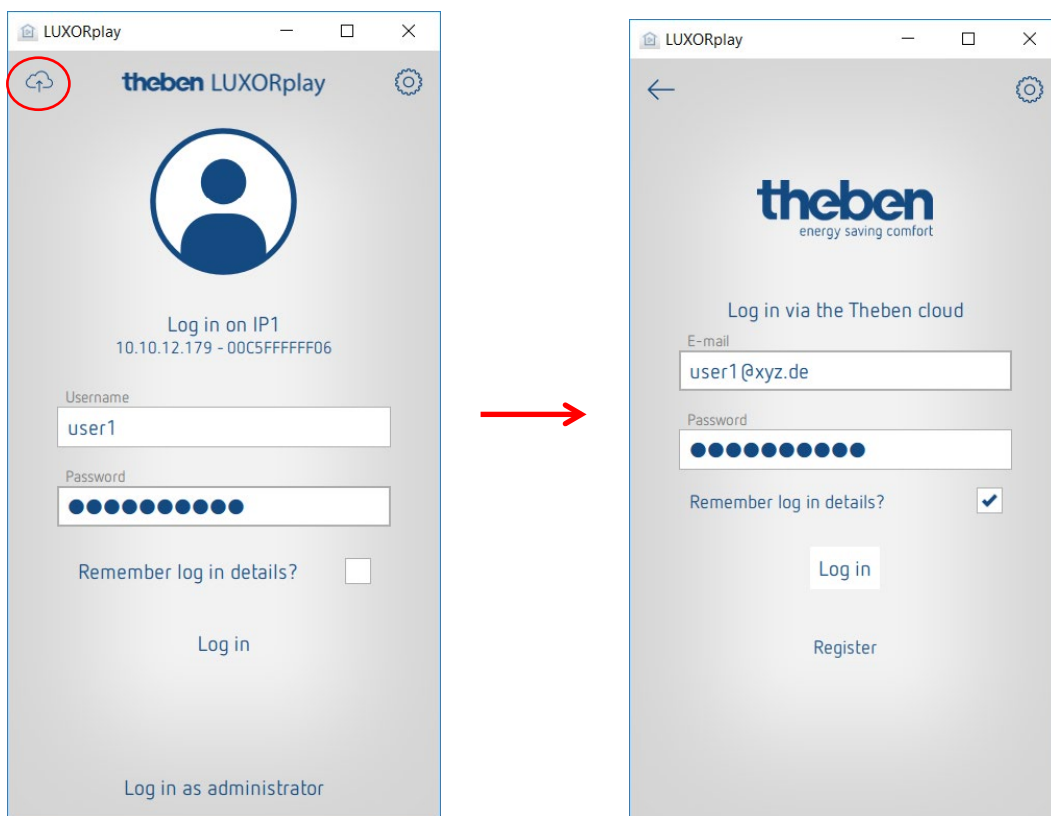 LUXORplay
theben LUXORplay
Log in on IP1
10.10.12.179 - 00C5FFFFFF06
Username
user1
Password
●●●●●●●●●●
Remember log in details?
Log in
Log in as administrator
LUXORplay
theben
energy saving comfort
Log in via the Theben cloud
E-mail
user1@xyz.de
Password
●●●●●●●●●●
Remember log in details?
Log in
Register